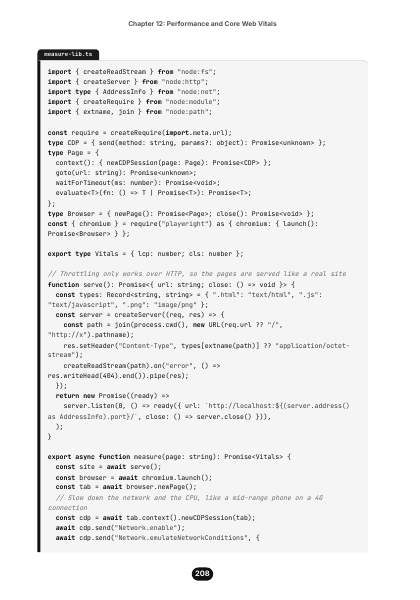 Chapter 12: Performance and Core Web Vitals
measure-lib.ts
import { createReadStream } from "node:fs";
import { createServer } from "node:http";
import type { AddressInfo } from "node:net";
import { createRequire } from "node:module";
import { extname, join } from "node:path";
const require = createRequire(import.meta.url);
type CDP = { send(method: string, params?: object): Promise<unknown> };
type Page = {
context(): { newCDPSession(page: Page): Promise<CDP> };
goto(url: string): Promise<unknown>;
waitForTimeout(ms: number): Promise<void>;
evaluate<T>(fn: () => T | Promise<T>): Promise<T>;
};
type Browser = { newPage(): Promise<Page>; close(): Promise<void> };
const { chromium } = require("playwright") as { chromium: { launch():
Promise<Browser> } };
export type Vitals = { lcp: number; cls: number };
// Throttling only works over HTTP, so the pages are served like a real site
function serve(): Promise<{ url: string; close: () => void }> {
const types: Record<string, string> = { ".html": "text/html", ".js":
"text/javascript", ".png": "image/png" };
const server = createServer((req, res) => {
const path = join(process.cwd(), new URL(req.url ?? "/",
"http://x").pathname);
res.setHeader("Content-Type", types[extname(path)] ?? "application/octet-
stream");
createReadStream(path).on("error", () =>
res.writeHead(404).end()).pipe(res);
});
return new Promise((ready) =>
server.listen(0, () => ready({ url: `http://localhost:${(server.address()
as AddressInfo).port}/`, close: () => server.close() })),
);
}
export async function measure(page: string): Promise<Vitals> {
const site = await serve();
const browser = await chromium.launch();
const tab = await browser.newPage();
// Slow down the network and the CPU, like a mid-range phone on a 4G
connection
const cdp = await tab.context().newCDPSession(tab);
await cdp.send("Network.enable");
await cdp.send("Network.emulateNetworkConditions", {
208